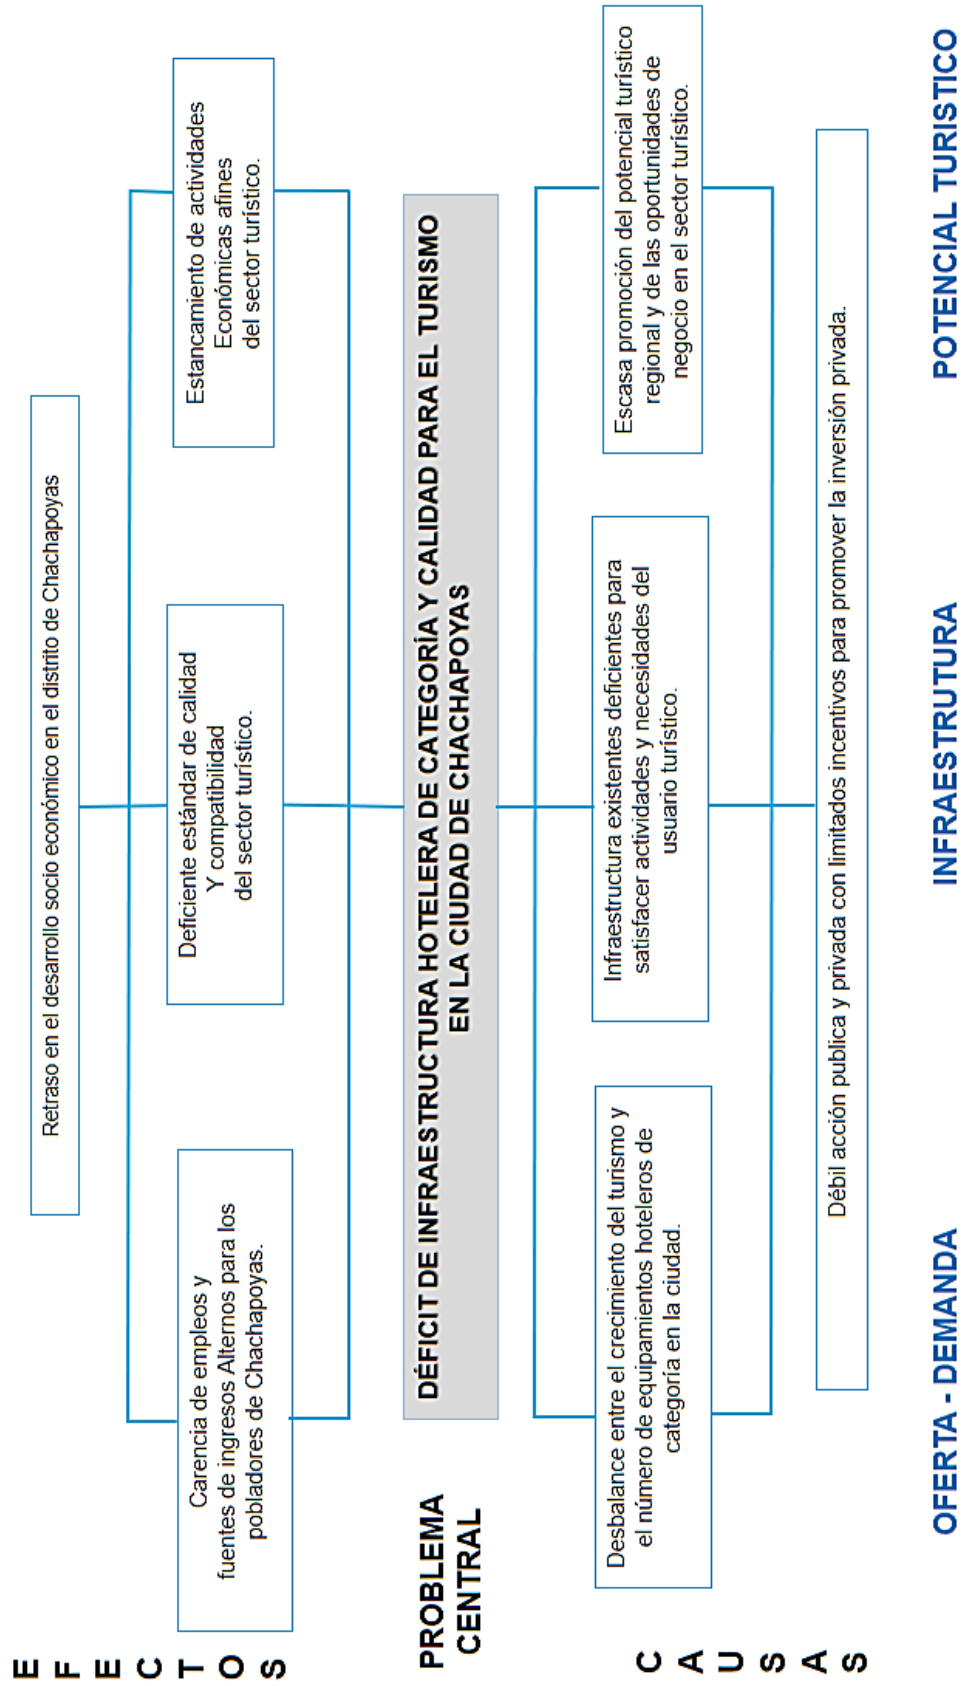 E
F
E
C
T
O
S
Retraso en el desarrollo socio económico en el distrito de Chachapoyas
Carencia de empleos y
fuentes de ingresos Alternos para los
pobladores de Chachapoyas.
Deficiente estándar de calidad
Y compatibilidad
del sector turístico.
Estancamiento de actividades
Económicas afines
del sector turístico.
PROBLEMA
CENTRAL
DÉFICIT DE INFRAESTRUCTURA HOTELERA DE CATEGORÍA Y CALIDAD PARA EL TURISMO
EN LA CIUDAD DE CHACHAPOYAS
C
A
U
S
A
S
Desbalance entre el crecimiento del turismo y
el número de equipamientos hoteleros de
categoría en la ciudad.
Infraestructura existentes deficientes para
satisfacer actividades y necesidades del
usuario turístico.
Escasa promoción del potencial turístico
regional y de las oportunidades de
negocio en el sector turístico.
Débil acción publica y privada con limitados incentivos para promover la inversión privada.
OFERTA - DEMANDA
INFRAESTRUTURA
POTENCIAL TURISTICO